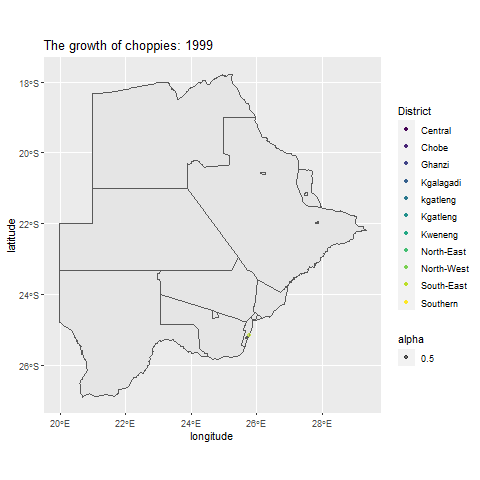 The growth of choppies: 1999
18°S
20°S
22°S
24°S
26°S
latitude
20°E
22°E
24°E
26°E
28°E
longitude
District
Central
Chobe
Ghanzi
Kgalagadi
kgatleng
Kgatleng
Kweneng
North-East
North-West
South-East
Southern
alpha
0.5